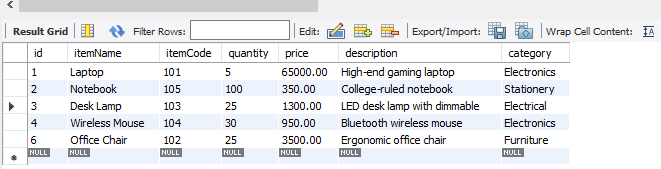 Result Grid Filter Rows: Edit: Export/Import: Wrap Cell Content: IA
id itemName itemCode quantity price description category
1 Laptop 101 5 65000.00 High-end gaming laptop Electronics
2 Notebook 105 100 350.00 College-ruled notebook Stationery
3 Desk Lamp 103 25 1300.00 LED desk lamp with dimmable Electrical
4 Wireless Mouse 104 30 950.00 Bluetooth wireless mouse Electronics
6 Office Chair 102 25 3500.00 Ergonomic office chair Furniture
NULL NULL NULL NULL NULL NULL NULL